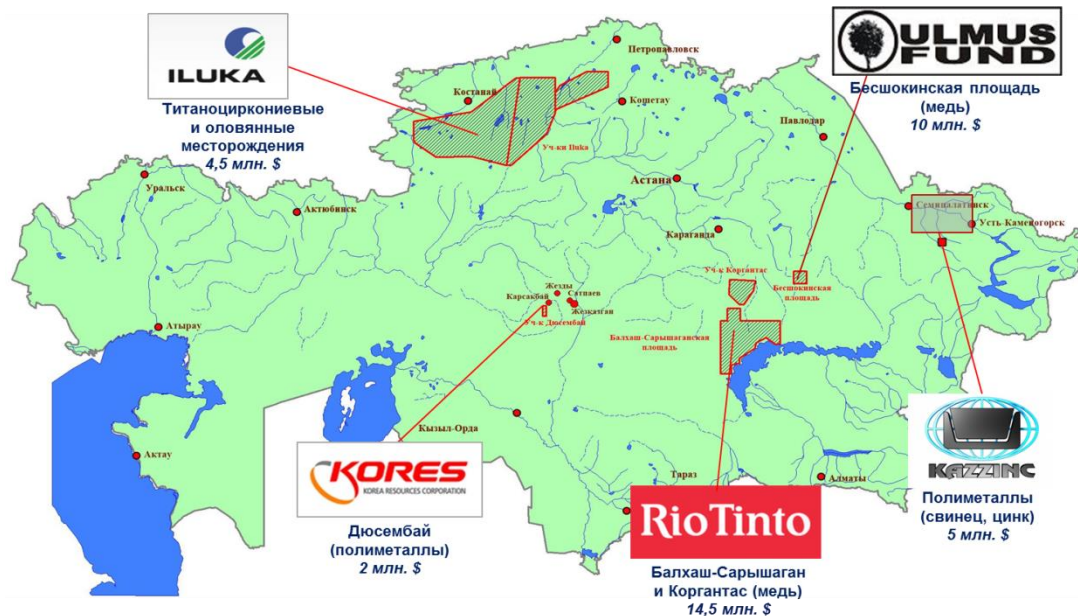 ILUKA
Титаноциркониевые
и оловянные
месторождения
4,5 млн. $
ULMUS
FUND
Бесшокинская площадь
(медь)
10 млн. $
Петропавловск
Костанай
Кокшетау
Уч-ки Iluka
Павлодар
Астана
Уральск
Актюбинск
Семипалатинск
Усть-Каменогорск
Караганда
Уч-к Коргантас
Бесшокинская
площадь
Жезды
Карсакбай
Сатпаев
Жезказган
Уч-к Дюсембай
Балхаш-Сарышаганская
площадь
Атырау
Кызыл-Орда
Актау
Тараз
Алматы
KORES
KOREA RESOURCES CORPORATION
Дюсембай
(полиметаллы)
2 млн. $
RioTinto
Балхаш-Сарышаган
и Коргантас (медь)
14,5 млн. $
KAZZINC
Полиметаллы
(свинец, цинк)
5 млн. $